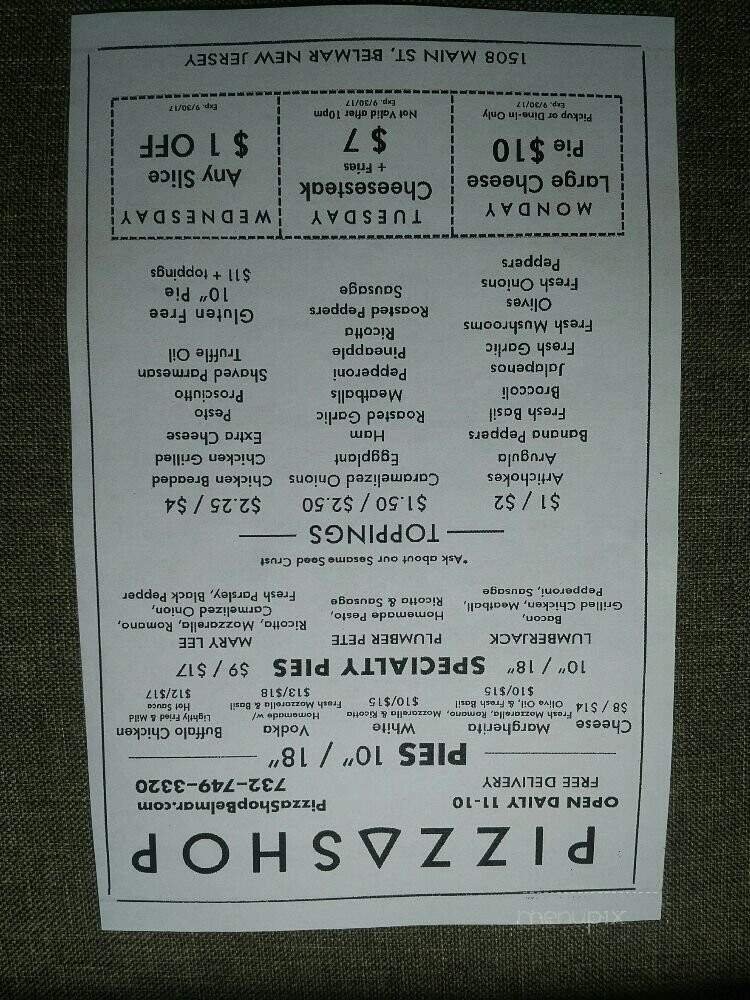 PIZZASHOP
OPEN DAILY 11-10
FREE DELIVERY
PizzaShopBelmar.com
732-749-3320
PIES 10" / 18"
Cheese
$8 / $14
Margherita
Fresh Mozzarella, Romano,
Olive Oil, & Fresh Basil
$10/$15
White
Mozzarella & Ricotta
$10/$15
Vodka
Homemade w/
Fresh Mozzarella & Basil
$13/$18
Buffalo Chicken
Lightly Fried & Mild
Hot Sauce
$12/$17
10" / 18" SPECIALTY PIES $9 / $17
LUMBERJACK
Bacon,
Grilled Chicken, Meatball,
Pepperoni, Sausage
PLUMBER PETE
Homemade, Pesto,
Ricotta & Sausage
MARY LEE
Ricotta, Mozzarella, Romano,
Carmelized Onion,
Fresh Parsley, Black Pepper
*Ask about our Sesame Seed Crust
TOPPINGS
$1 / $2
Artichokes
Arugula
Banana Peppers
Fresh Basil
Broccoli
Jalapenos
Fresh Garlic
Fresh Mushrooms
Olives
Fresh Onions
Peppers
$1.50 / $2.50
Caramelized Onions
Eggplant
Ham
Roasted Garlic
Meatballs
Pepperoni
Pineapple
Ricotta
Roasted Peppers
Sausage
$2.25 / $4
Chicken Breaded
Chicken Grilled
Extra Cheese
Pesto
Prosciutto
Shaved Parmesan
Truffle Oil
Gluten Free
10" Pie
$11 + toppings
MONDAY
Large Cheese
Pie $10
Pickup or Dine-in Only
Exp. 9/30/17
TUESDAY
Cheesesteak
+ Fries
$7
Not Valid after 10pm
Exp. 9/30/17
WEDNESDAY
Any Slice
$1 OFF
Exp. 9/30/17
1508 MAIN ST, BELMAR NEW JERSEY
menupix